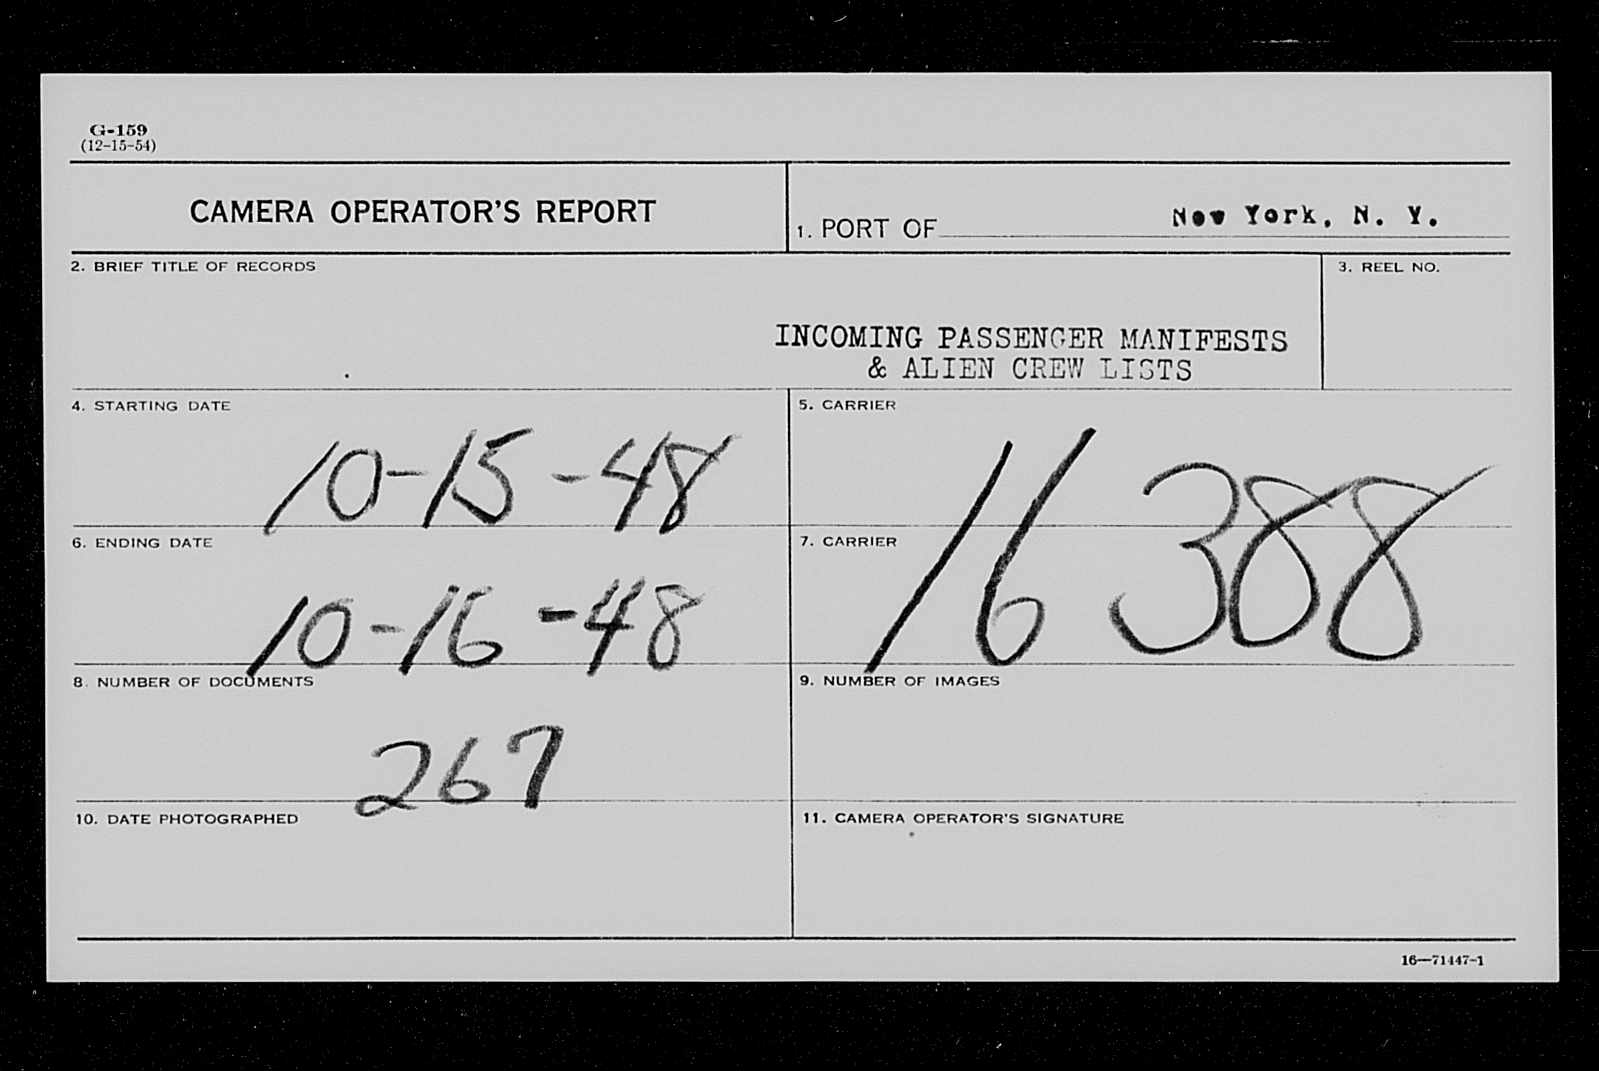 G-159
(12-15-54)
CAMERA OPERATOR'S REPORT
1. PORT OF New York, N. Y.
2. BRIEF TITLE OF RECORDS
INCOMING PASSENGER MANIFESTS
& ALIEN CREW LISTS
3. REEL NO.
4. STARTING DATE
10-15-48
5. CARRIER
16388
6. ENDING DATE
10-16-48
7. CARRIER
8. NUMBER OF DOCUMENTS
267
9. NUMBER OF IMAGES
10. DATE PHOTOGRAPHED
11. CAMERA OPERATOR'S SIGNATURE
16—71447-1